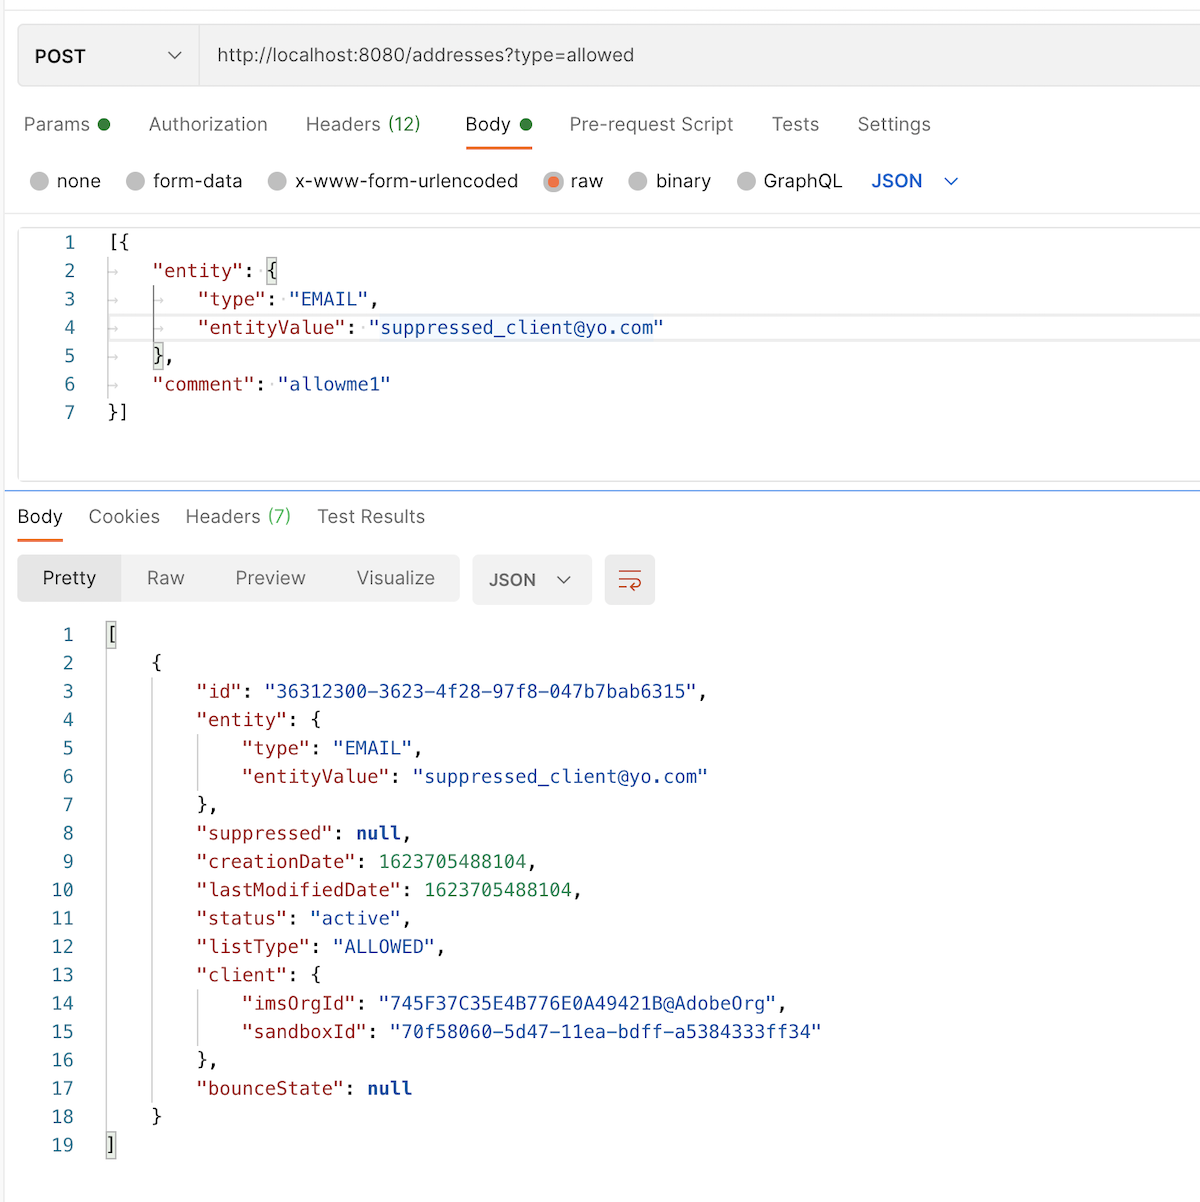 POST http://localhost:8080/addresses?type=allowed
Params Authorization Headers (12) Body Pre-request Script Tests Settings
none form-data x-www-form-urlencoded raw binary GraphQL JSON
1 [{
2 "entity": {
3 "type": "EMAIL",
4 "entityValue": "suppressed_client@yo.com"
5 },
6 "comment": "allowme1"
7 }]
Body Cookies Headers (7) Test Results
Pretty Raw Preview Visualize JSON
1 [
2 {
3 "id": "36312300-3623-4f28-97f8-047b7bab6315",
4 "entity": {
5 "type": "EMAIL",
6 "entityValue": "suppressed_client@yo.com"
7 },
8 "suppressed": null,
9 "creationDate": 1623705488104,
10 "lastModifiedDate": 1623705488104,
11 "status": "active",
12 "listType": "ALLOWED",
13 "client": {
14 "imsOrgId": "745F37C35E4B776E0A49421B@AdobeOrg",
15 "sandboxId": "70f58060-5d47-11ea-bdff-a5384333ff34"
16 },
17 "bounceState": null
18 }
19 ]